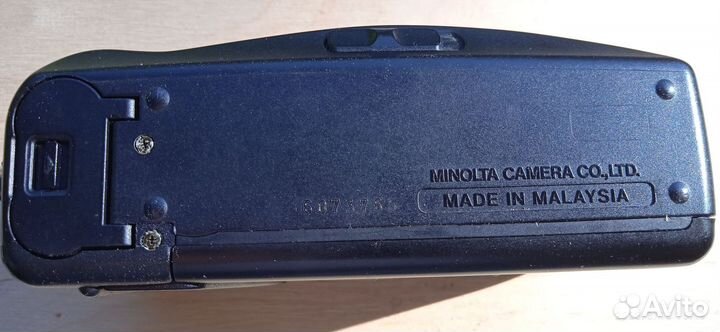 MINOLTA CAMERA CO.,LTD.
MADE IN MALAYSIA
Avito